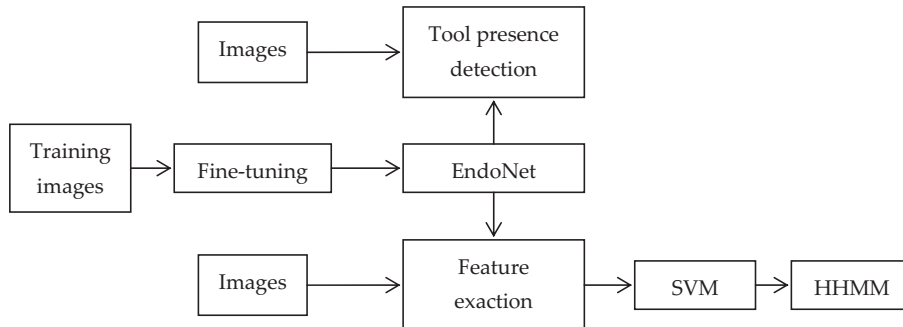 Images
Tool presence
detection
Training
images
Fine-tuning
EndoNet
Images
Feature
exaction
SVM
HHMM